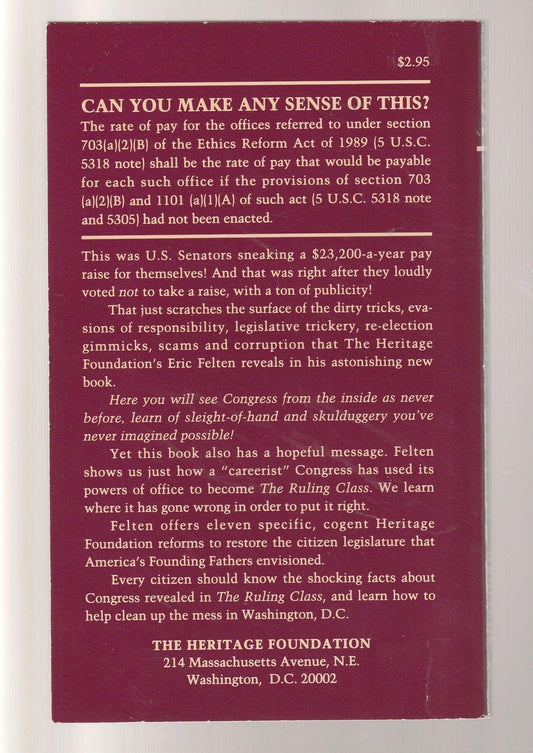 $2.95
CAN YOU MAKE ANY SENSE OF THIS?
The rate of pay for the offices referred to under section
703(a)(2)(B) of the Ethics Reform Act of 1989 (5 U.S.C.
5318 note) shall be the rate of pay that would be payable
for each such office if the provisions of section 703
(a)(2)(B) and 1101 (a)(1)(A) of such act (5 U.S.C. 5318 note
and 5305) had not been enacted.
This was U.S. Senators sneaking a $23,200-a-year pay
raise for themselves! And that was right after they loudly
voted not to take a raise, with a ton of publicity!
That just scratches the surface of the dirty tricks, eva-
sions of responsibility, legislative trickery, re-election
gimmicks, scams and corruption that The Heritage
Foundation's Eric Felten reveals in his astonishing new
book.
Here you will see Congress from the inside as never
before, learn of sleight-of-hand and skulduggery you've
never imagined possible!
Yet this book also has a hopeful message. Felten
shows us just how a "careerist" Congress has used its
powers of office to become The Ruling Class. We learn
where it has gone wrong in order to put it right.
Felten offers eleven specific, cogent Heritage
Foundation reforms to restore the citizen legislature that
America's Founding Fathers envisioned.
Every citizen should know the shocking facts about
Congress revealed in The Ruling Class, and learn how to
help clean up the mess in Washington, D.C.
THE HERITAGE FOUNDATION
214 Massachusetts Avenue, N.E.
Washington, D.C. 20002